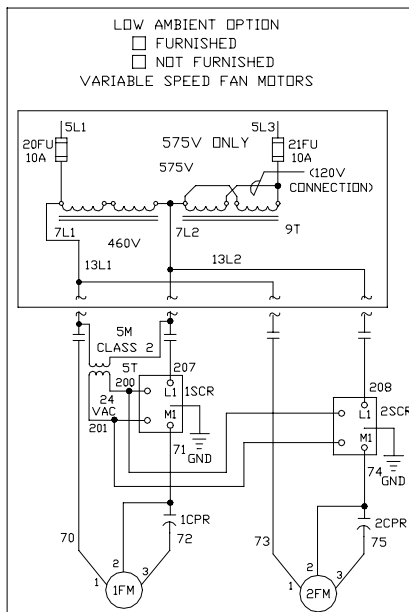 LOW AMBIENT OPTION
FURNISHED
NOT FURNISHED
VARIABLE SPEED FAN MOTORS
5L1
5L3
20FU
10A
575V ONLY
575V
21FU
10A
(120V
CONNECTION)
7L1
460V
7L2
9T
13L1
13L2
5M
CLASS 2
5T
207
200
L1
1SCR
24
VAC
201
M1
71
GND
208
L1
2SCR
M1
74
GND
1CPR
2CPR
70
72
73
75
2
2
1
3
1
3
1FM
2FM